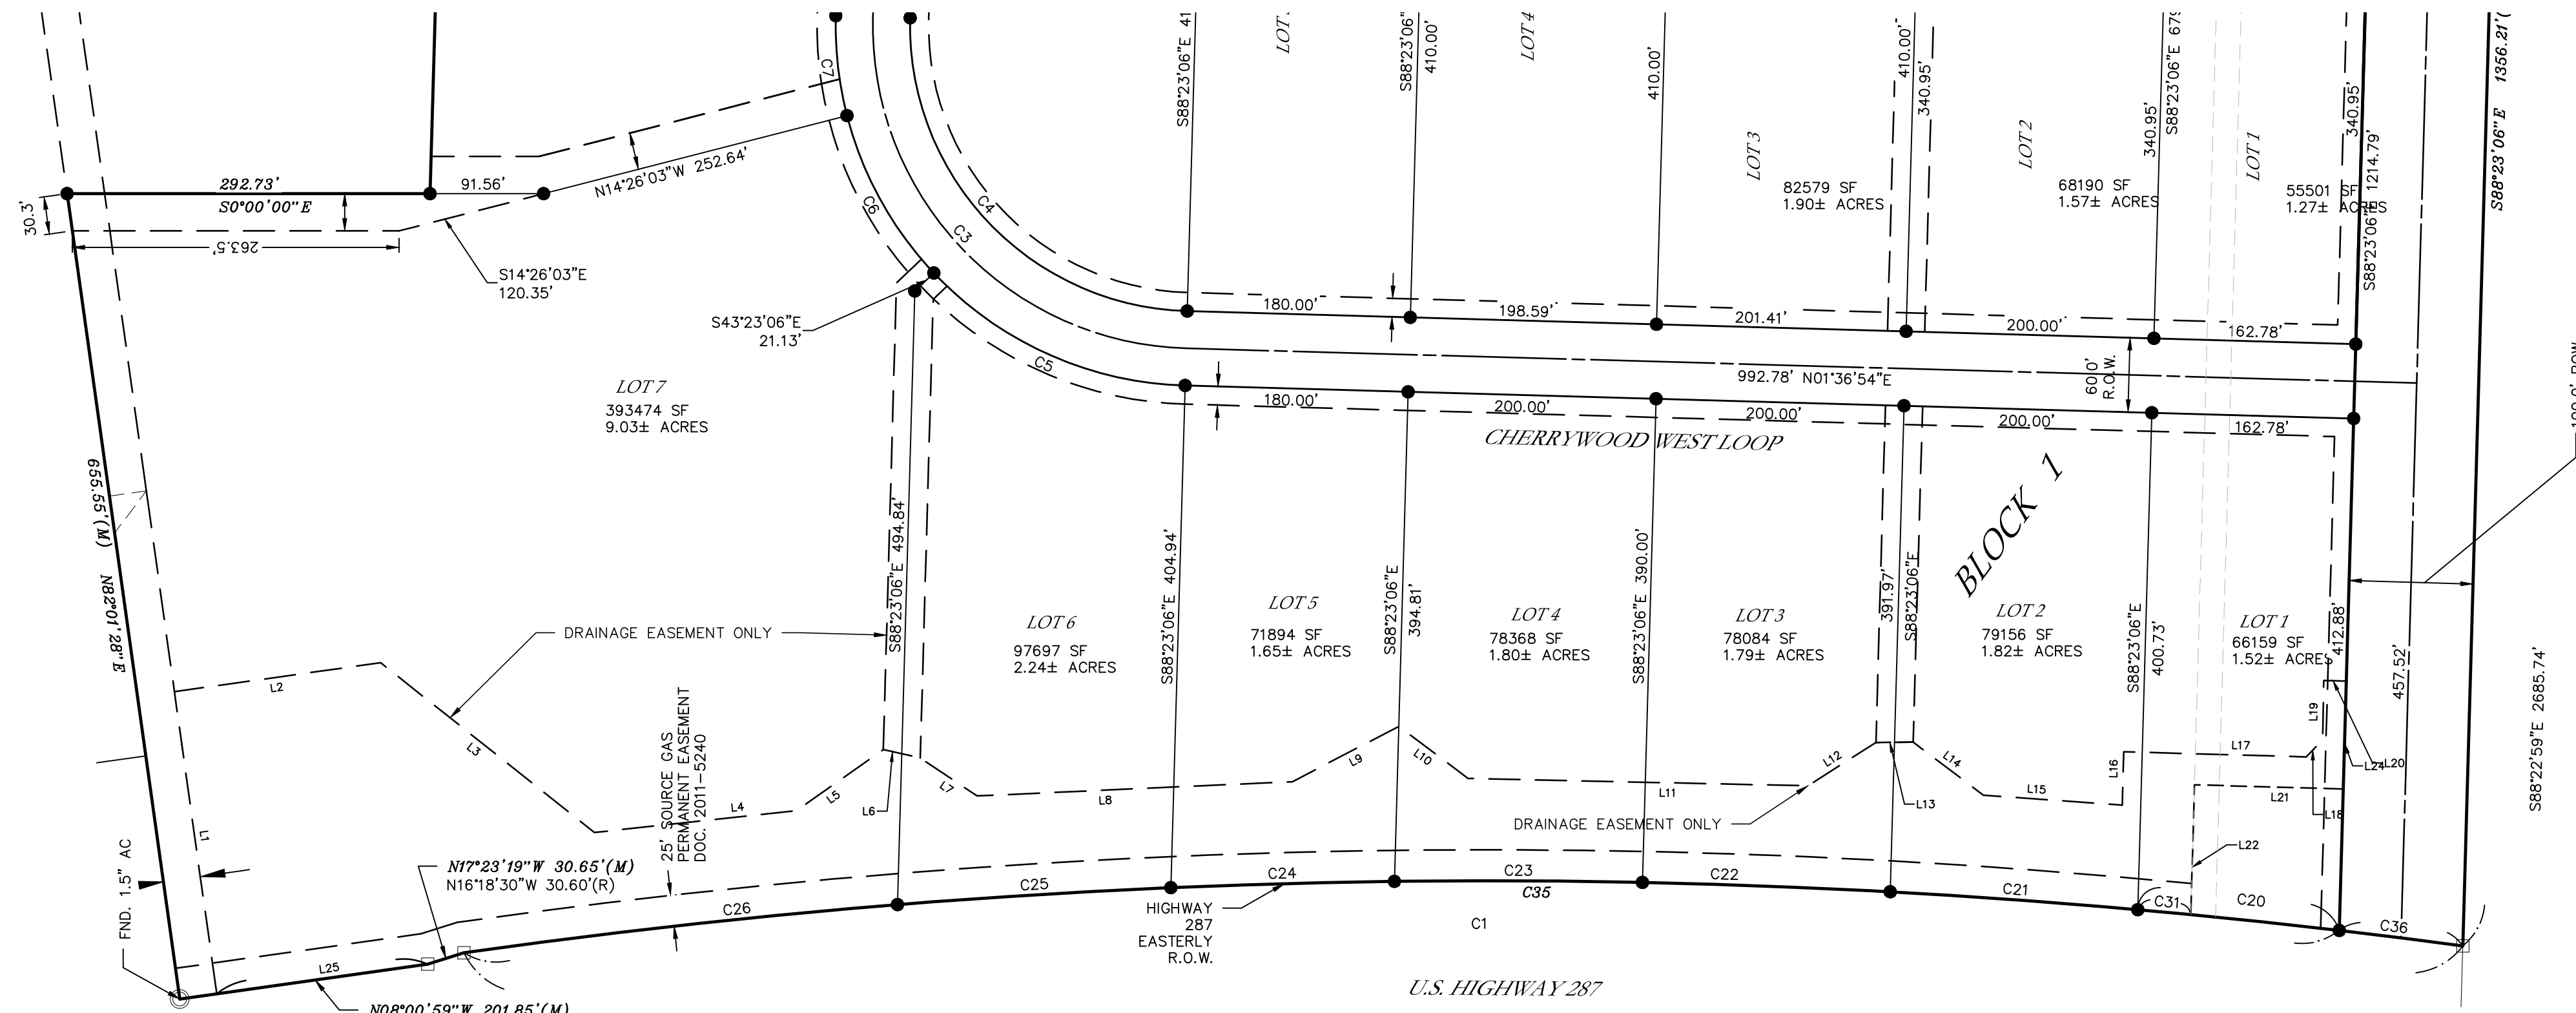 S88°23'06"E 41
LOT
S88°23'06"
410.00'
LOT 4
410.00'
410.00'
340.95'
S88°23'06"E 679
340.95'
340.95'
1214.79'
S88°23'06"E
S88°23'06"E 1356.21'(
C7
LOT 3
82579 SF
1.90± ACRES
LOT 2
68190 SF
1.57± ACRES
LOT 1
55501 SF
1.27± ACRES
292.73'
S0°00'00"E
91.56'
N14°26'03"W 252.64'
30.3'
263.5'
S14°26'03"E
120.35'
C6
C4
C3
C5
S43°23'06"E
21.13'
180.00'
198.59'
201.41'
200.00'
162.78'
992.78' N01°36'54"E
60.0'
R.O.W.
180.00'
200.00'
200.00'
200.00'
162.78'
CHERRYWOOD WEST LOOP
BLOCK 1
LOT 7
393474 SF
9.03± ACRES
655.55'(M) N82°01'28"E
S88°23'06"E 494.84'
S88°23'06"E 404.94'
S88°23'06"E
394.81'
S88°23'06"E 390.00'
391.97'
S88°23'06"E
S88°23'06"E
400.73'
412.88'
457.52'
S88°22'59"E 2685.74'
DRAINAGE EASEMENT ONLY
LOT 6
97697 SF
2.24± ACRES
LOT 5
71894 SF
1.65± ACRES
LOT 4
78368 SF
1.80± ACRES
LOT 3
78084 SF
1.79± ACRES
LOT 2
79156 SF
1.82± ACRES
LOT 1
66159 SF
1.52± ACRES
L2
L3
L4
L5
L6
L7
L8
L9
L10
L11
L12
L13
L14
L15
L16
L17
L18
L19
L24
L20
L21
L22
L1
25' SOURCE GAS
PERMANENT EASEMENT
DOC. 2011-5240
DRAINAGE EASEMENT ONLY
FND. 1.5" AC
N17°23'19"W 30.65'(M)
N16°18'30"W 30.60'(R)
L25
C26
C25
C24
C23
C35
C22
C21
C31
C20
C36
C1
HIGHWAY
287
EASTERLY
R.O.W.
U.S. HIGHWAY 287
N08°00'59"W 201.85'(M)